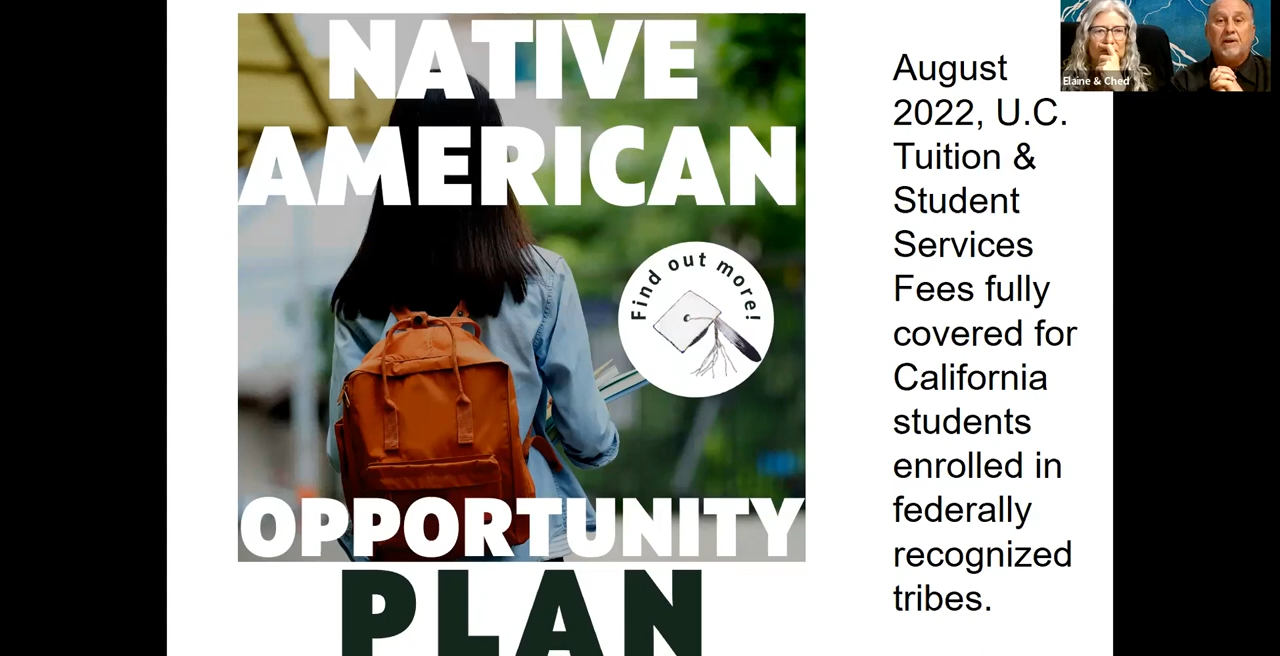 NATIVE
AMERICAN
Find out more!
OPPORTUNITY
PLAN
August
2022, U.C.
Tuition &
Student
Services
Fees fully
covered for
California
students
enrolled in
federally
recognized
tribes.
Elaine & Ched